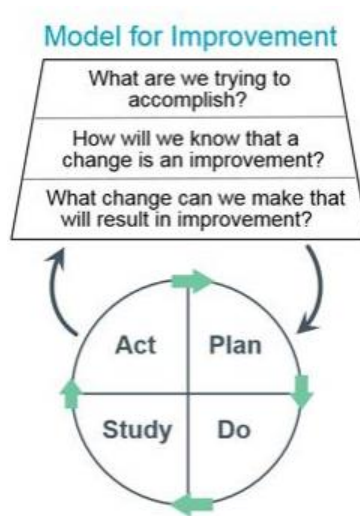 Model for Improvement
What are we trying to
accomplish?
How will we know that a
change is an improvement?
What change can we make that
will result in improvement?
Act
Plan
Study
Do